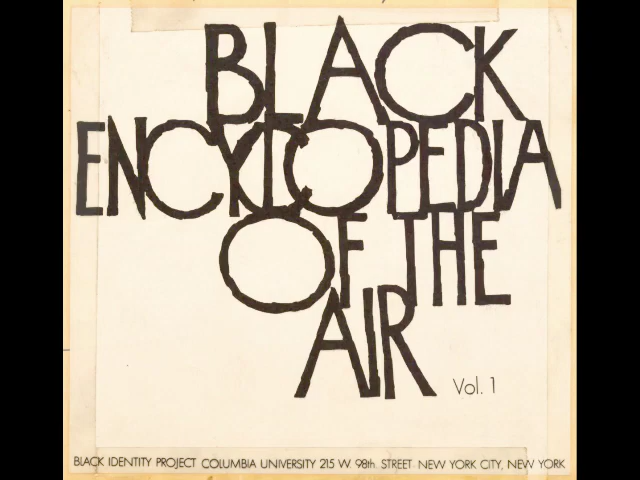 BLACK
ENCYCLOPEDIA
OF THE
AIR
Vol. 1
BLACK IDENTITY PROJECT COLUMBIA UNIVERSITY 215 W. 98th. STREET NEW YORK CITY, NEW YORK